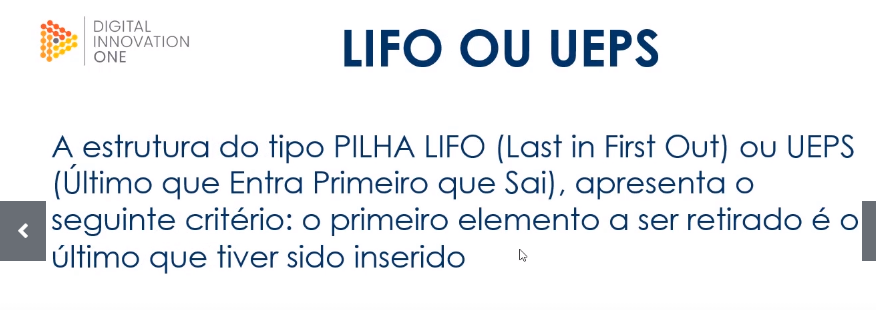 DIGITAL
INNOVATION
ONE
LIFO OU UEPS
A estrutura do tipo PILHA LIFO (Last in First Out) ou UEPS
(Último que Entra Primeiro que Sai), apresenta o
seguinte critério: o primeiro elemento a ser retirado é o
último que tiver sido inserido